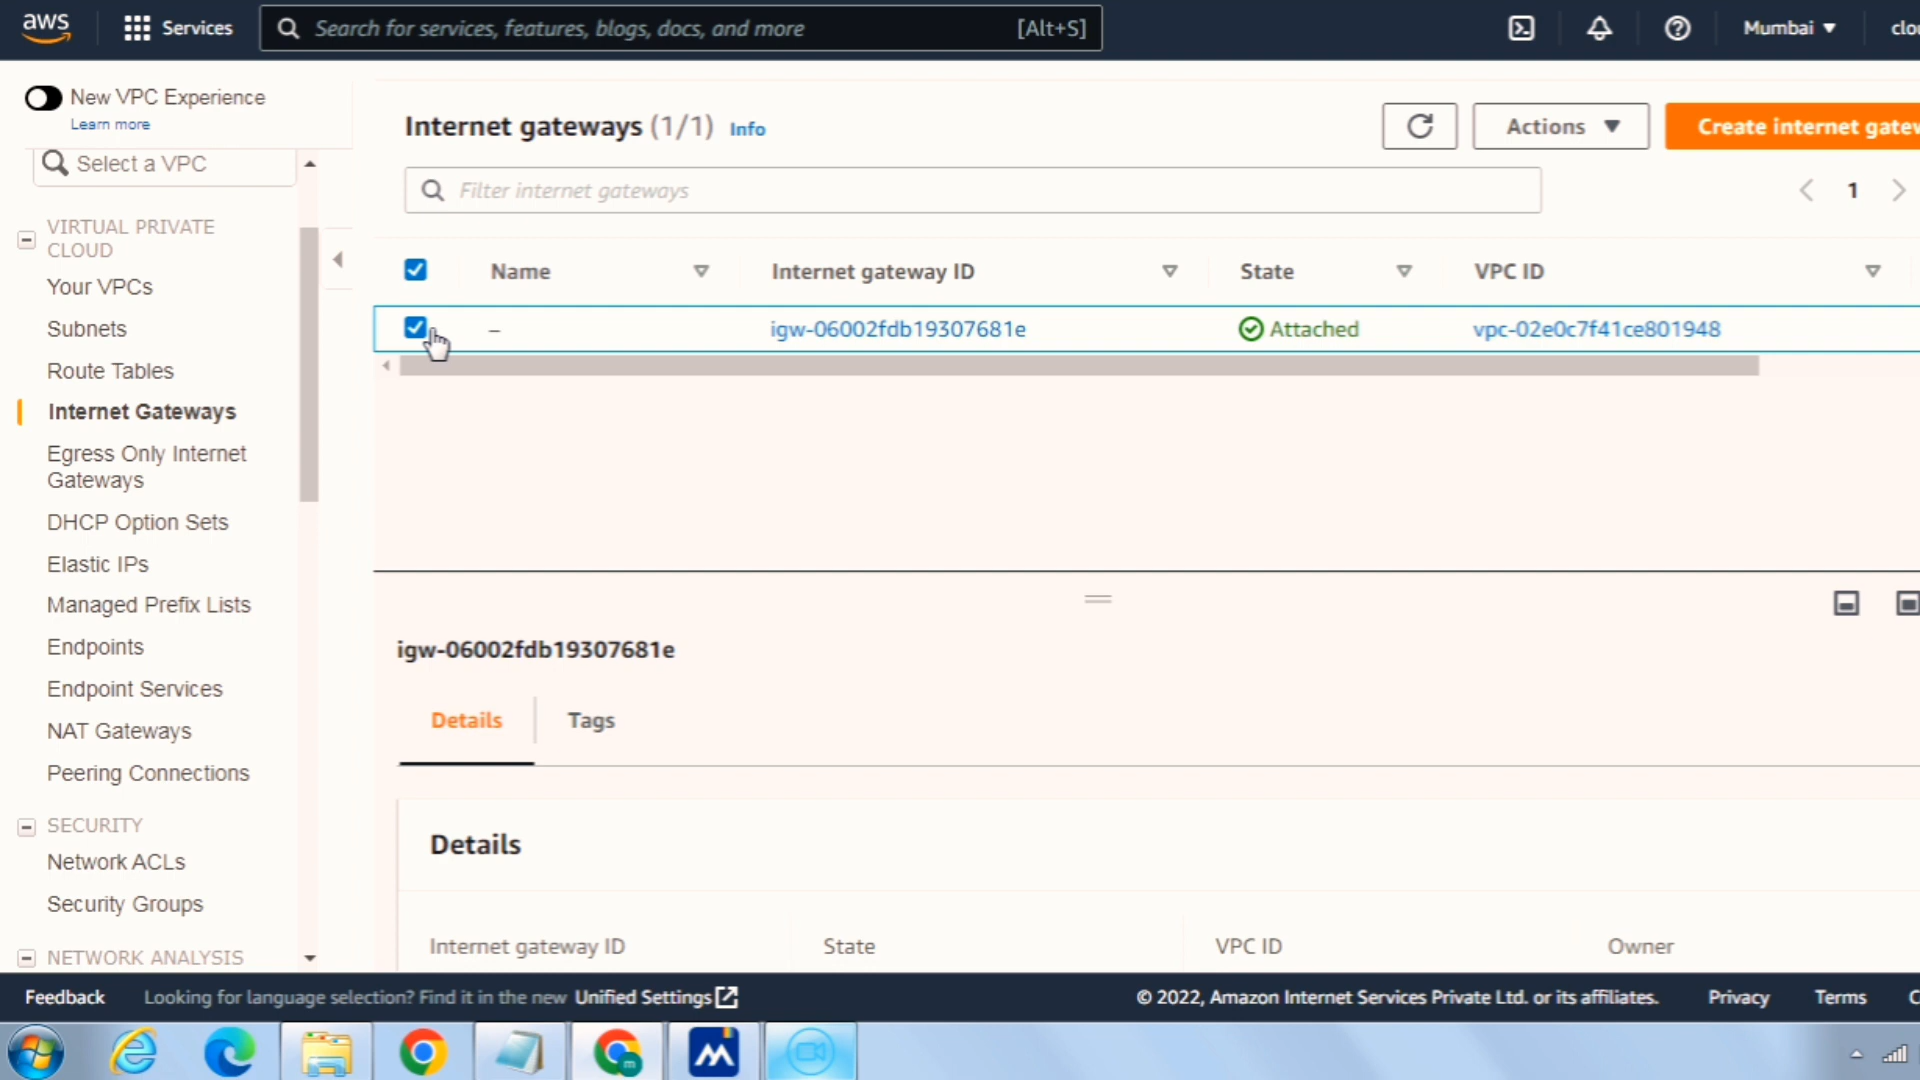 aws
Services
Search for services, features, blogs, docs, and more
[Alt+S]
Mumbai
New VPC Experience
Learn more
Select a VPC
VIRTUAL PRIVATE
CLOUD
Your VPCs
Subnets
Route Tables
Internet Gateways
Egress Only Internet
Gateways
DHCP Option Sets
Elastic IPs
Managed Prefix Lists
Endpoints
Endpoint Services
NAT Gateways
Peering Connections
SECURITY
Network ACLs
Security Groups
NETWORK ANALYSIS
Internet gateways (1/1) Info
Actions
Create internet
Filter internet gateways
1
Name
Internet gateway ID
State
VPC ID
–
igw-06002fdb19307681e
Attached
vpc-02e0c7f41ce801948
igw-06002fdb19307681e
Details
Tags
Details
Internet gateway ID
State
VPC ID
Owner
Feedback
Looking for language selection? Find it in the new Unified Settings
© 2022, Amazon Internet Services Private Ltd. or its affiliates.
Privacy
Terms